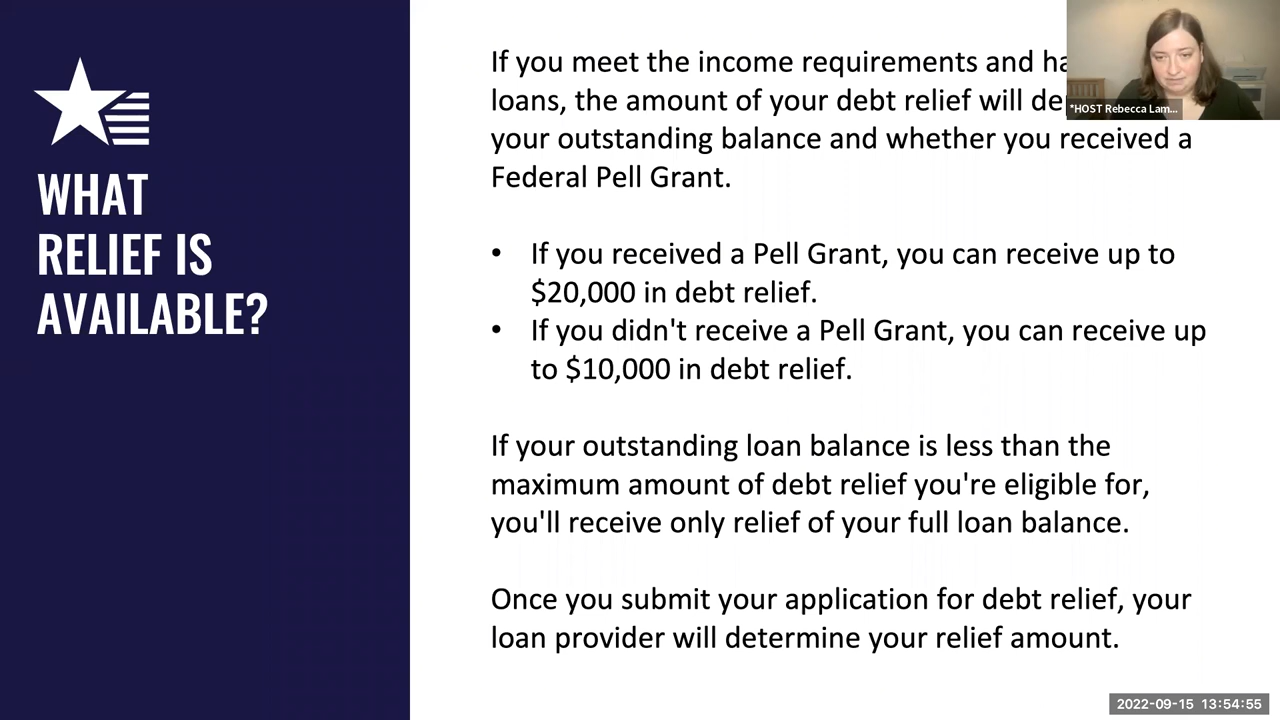 WHAT
RELIEF IS
AVAILABLE?
If you meet the income requirements and
loans, the amount of your debt relief will
your outstanding balance and whether you received a
Federal Pell Grant.
• If you received a Pell Grant, you can receive up to
$20,000 in debt relief.
• If you didn't receive a Pell Grant, you can receive up
to $10,000 in debt relief.
If your outstanding loan balance is less than the
maximum amount of debt relief you're eligible for,
you'll receive only relief of your full loan balance.
Once you submit your application for debt relief, your
loan provider will determine your relief amount.
*HOST Rebecca Lam...
2022-09-15 13:54:55